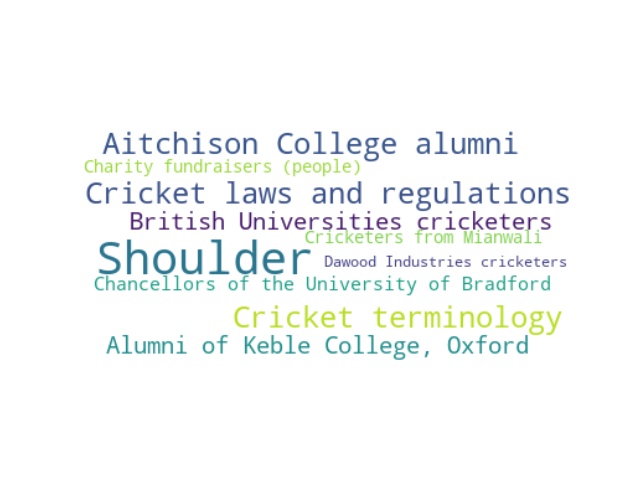 Aitchison College alumni
Charity fundraisers (people)
Cricket laws and regulations
British Universities cricketers
Cricketers from Mianwali
Shoulder
Dawood Industries cricketers
Chancellors of the University of Bradford
Cricket terminology
Alumni of Keble College, Oxford